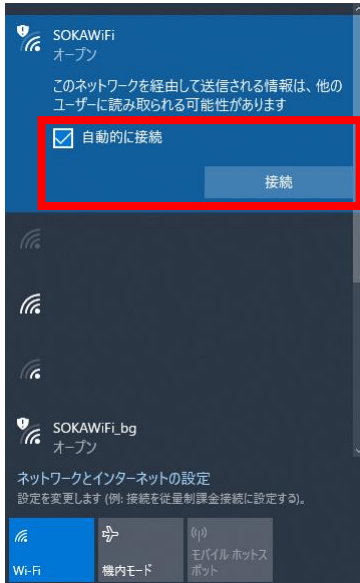 SOKAWiFi
オープン
このネットワークを経由して送信される情報は、他の
ユーザーに読み取られる可能性があります
自動的に接続
接続
SOKAWiFi_bg
オープン
ネットワークとインターネットの設定
設定を変更します (例: 接続を従量制課金接続に設定する)。
Wi-Fi
機内モード
モバイル ホットス
ポット